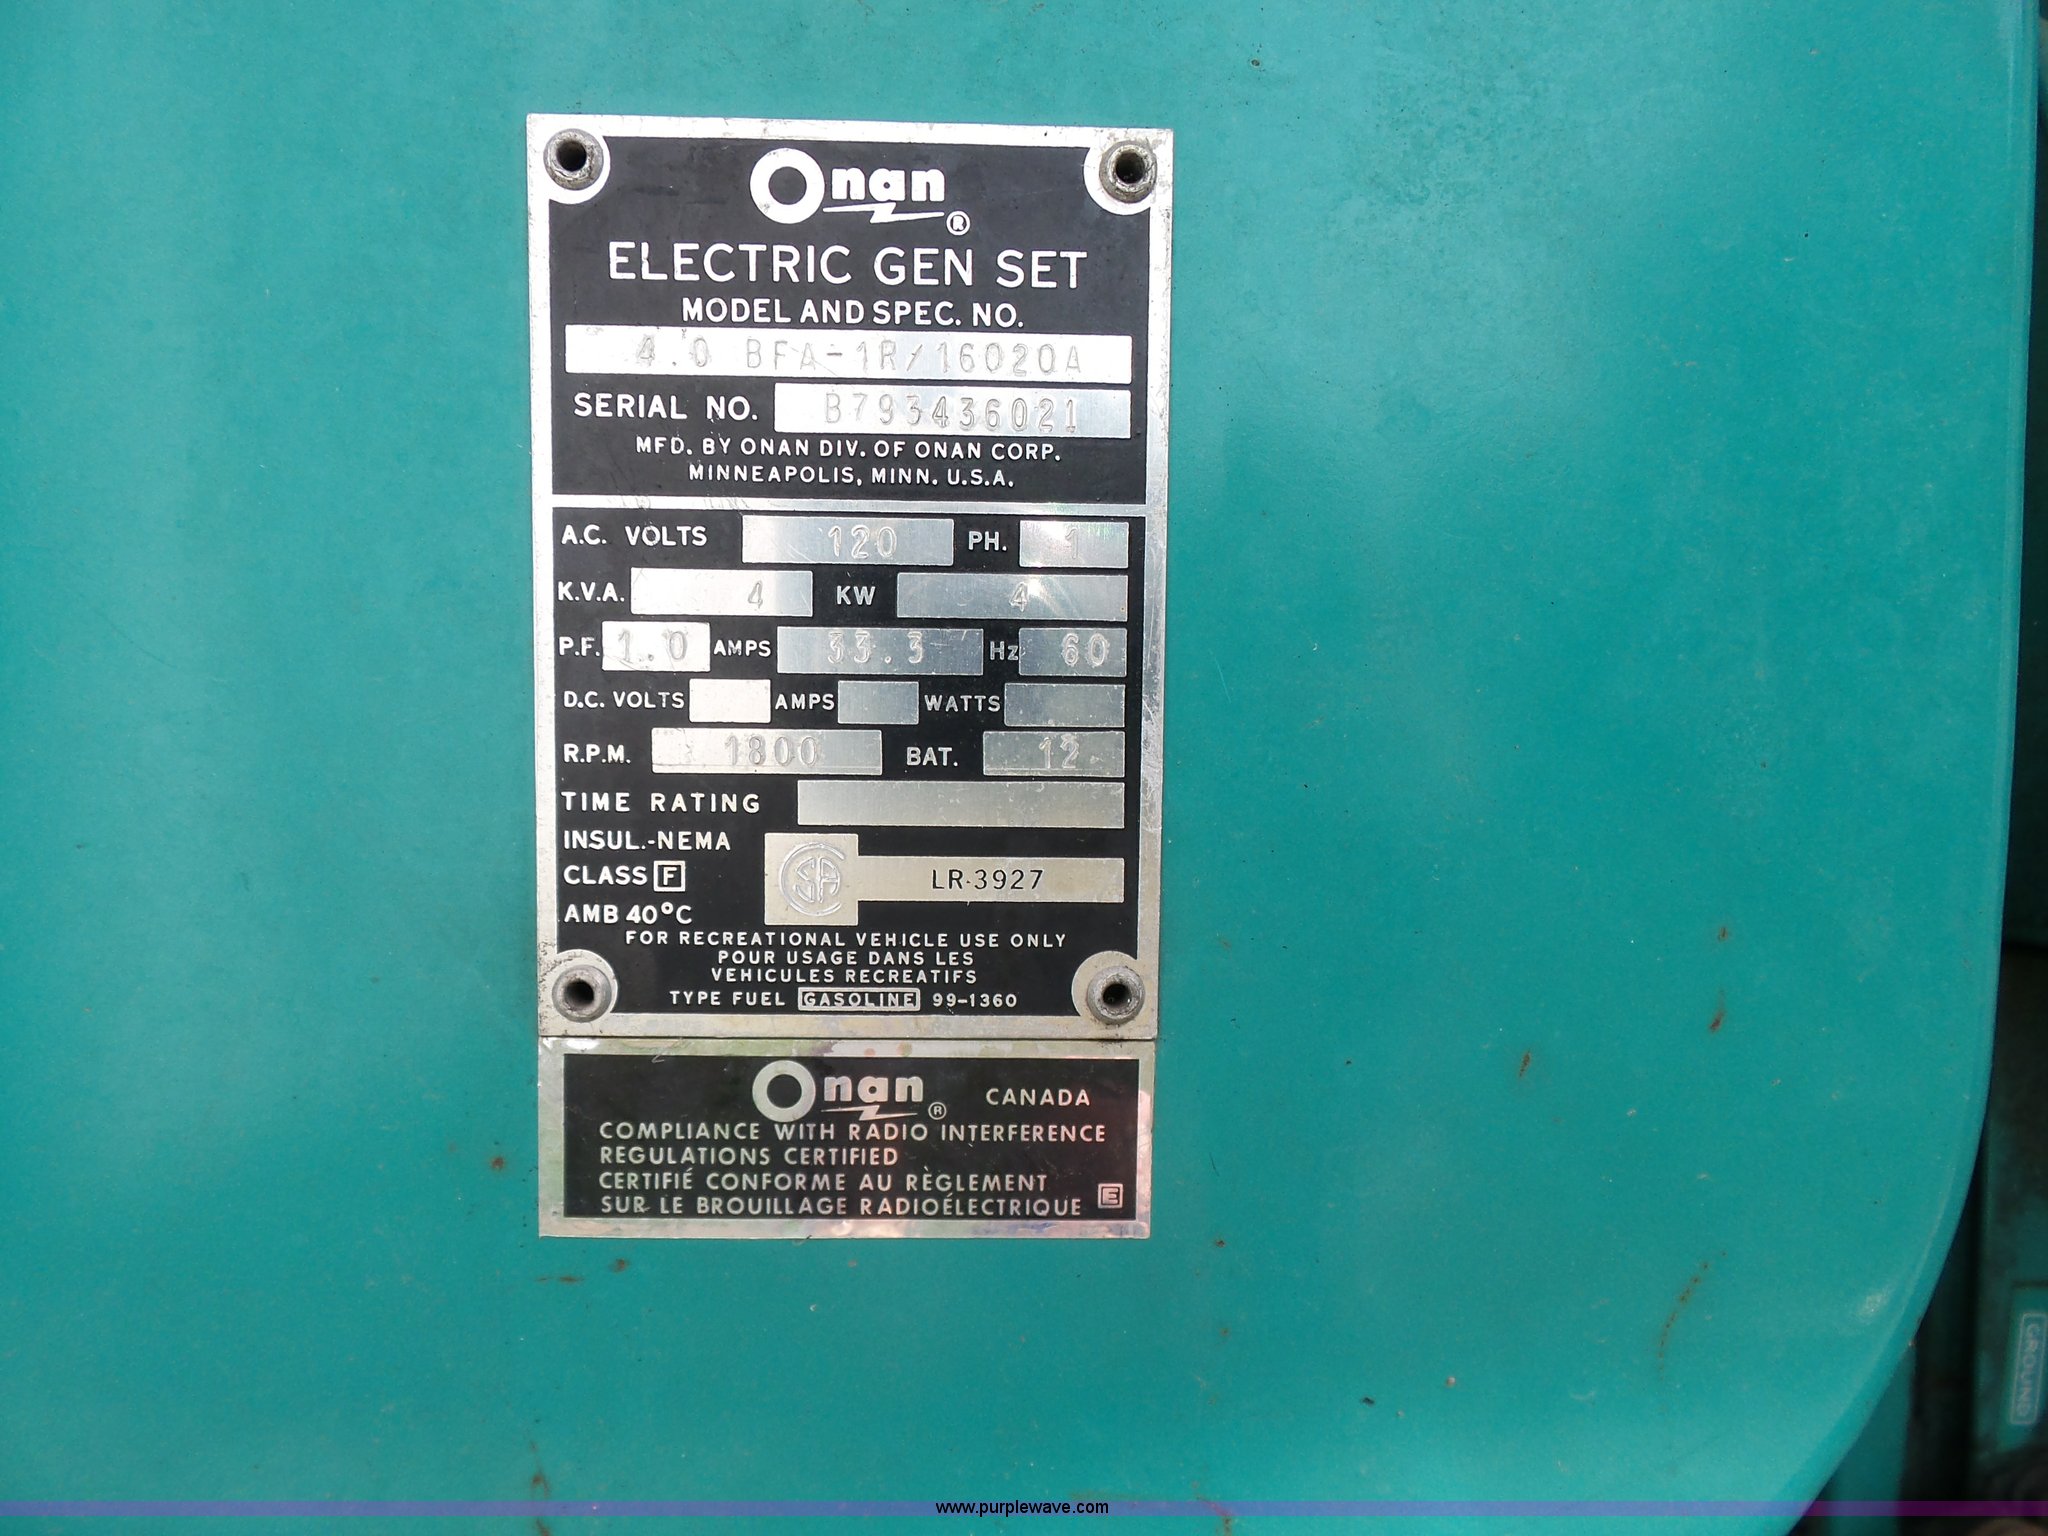 Onan®
ELECTRIC GEN SET
MODEL AND SPEC. NO.
4.0 BFA-1R/16020A
SERIAL NO. B793436021
MFD. BY ONAN DIV. OF ONAN CORP.
MINNEAPOLIS, MINN. U.S.A.
A.C. VOLTS 120 PH. 1
K.V.A. 4 KW 4
P.F. 1.0 AMPS 33.3 Hz 60
D.C. VOLTS AMPS WATTS
R.P.M. 1800 BAT. 12
TIME RATING
INSUL.-NEMA
CLASS F CSA LR-3927
AMB 40°C
FOR RECREATIONAL VEHICLE USE ONLY
POUR USAGE DANS LES
VEHICULES RECREATIFS
TYPE FUEL GASOLINE 99-1360
Onan® CANADA
COMPLIANCE WITH RADIO INTERFERENCE
REGULATIONS CERTIFIED
CERTIFIÉ CONFORME AU RÈGLEMENT
SUR LE BROUILLAGE RADIOÉLECTRIQUE E
GROUND
www.purplewave.com